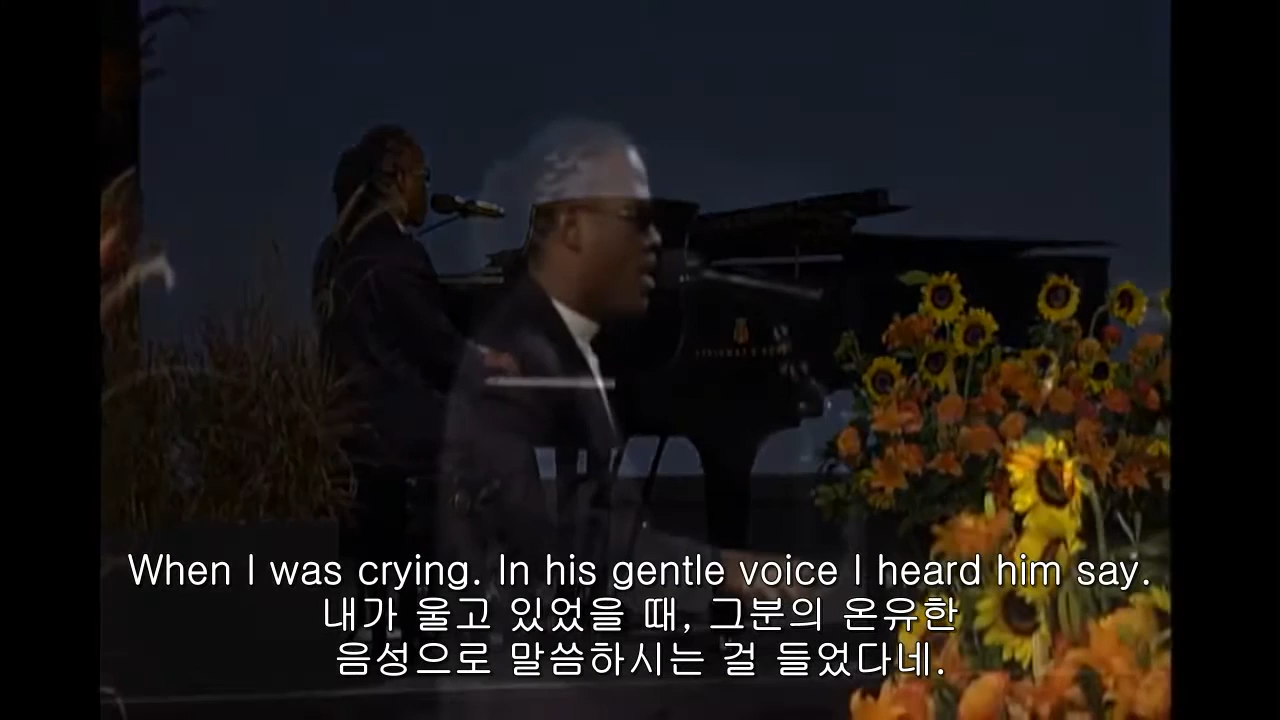 STEINWAY & SONS
When I was crying. In his gentle voice I heard him say.
내가 울고 있었을 때, 그분의 온유한
음성으로 말씀하시는 걸 들었다네.